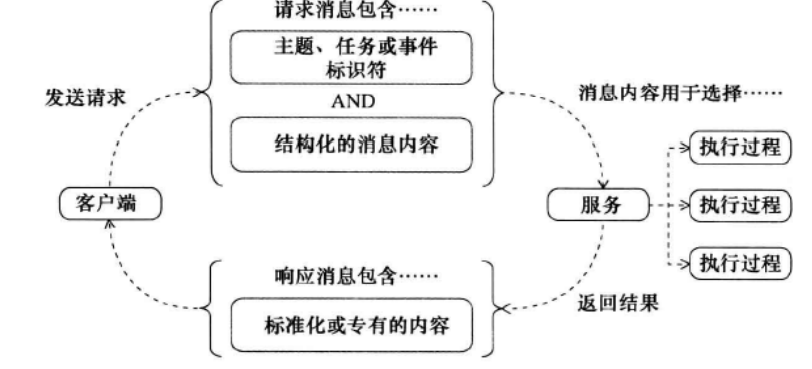 请求消息包含……
主题、任务或事件
标识符
AND
结构化的消息内容
发送请求
消息内容用于选择……
执行过程
客户端
服务
执行过程
执行过程
响应消息包含……
标准化或专有的内容
返回结果